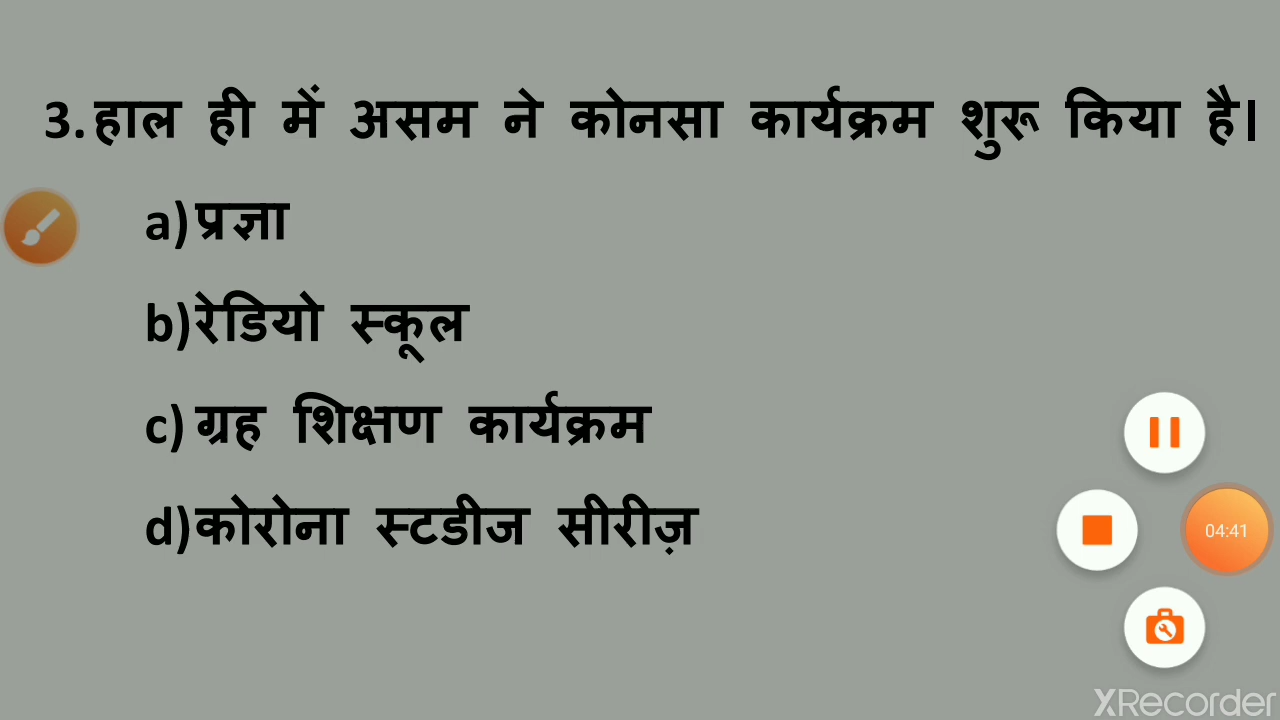 3.हाल ही में असम ने कोनसा कार्यक्रम शुरू किया है।
a)प्रज्ञा
b)रेडियो स्कूल
c) ग्रह शिक्षण कार्यक्रम
d)कोरोना स्टडीज सीरीज़
04:41
XRecorder